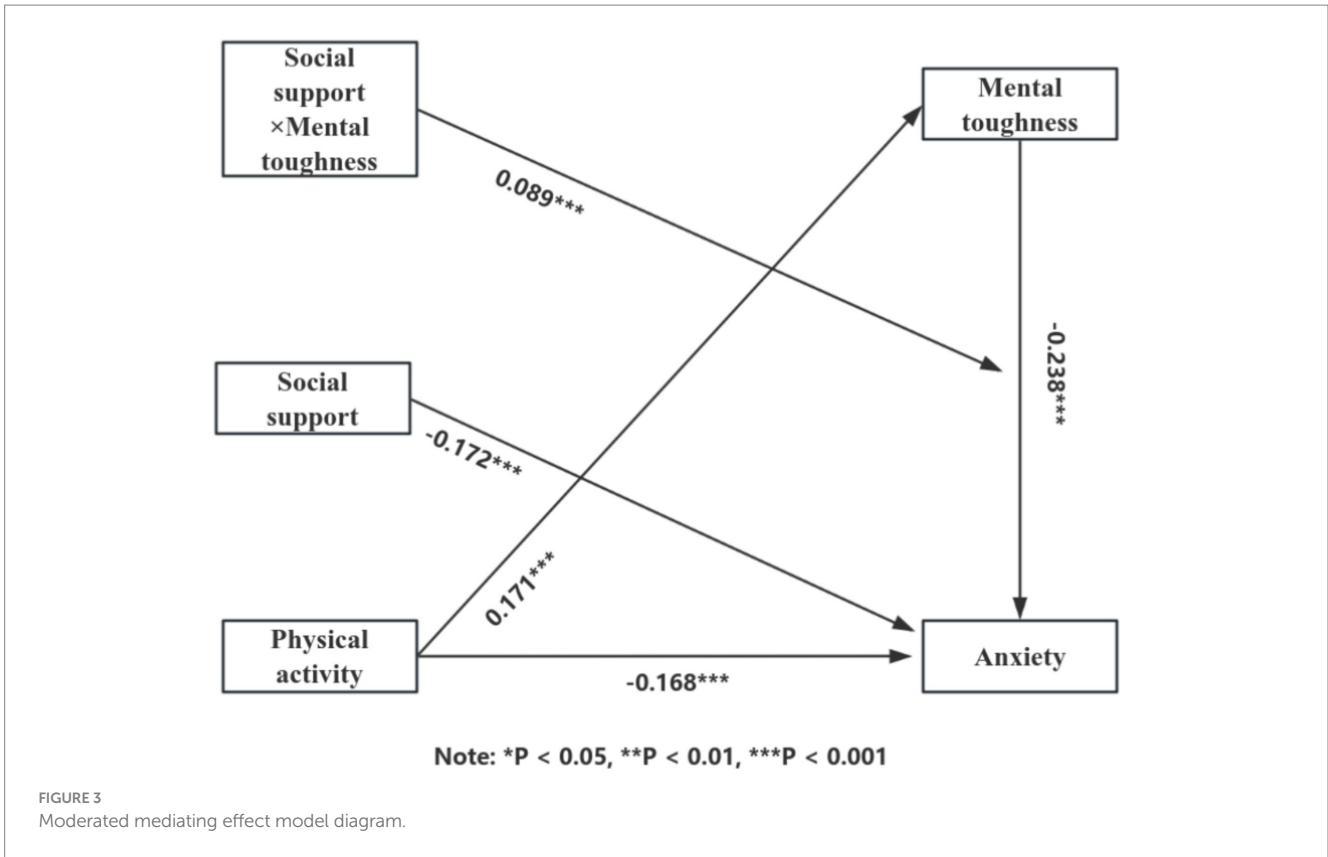 Social
support
×Mental
toughness
Mental
toughness
0.089***
-0.238***
Social
support
-0.172***
0.171***
Physical
activity
-0.168***
Anxiety
Note: *P < 0.05, **P < 0.01, ***P < 0.001
FIGURE 3
Moderated mediating effect model diagram.